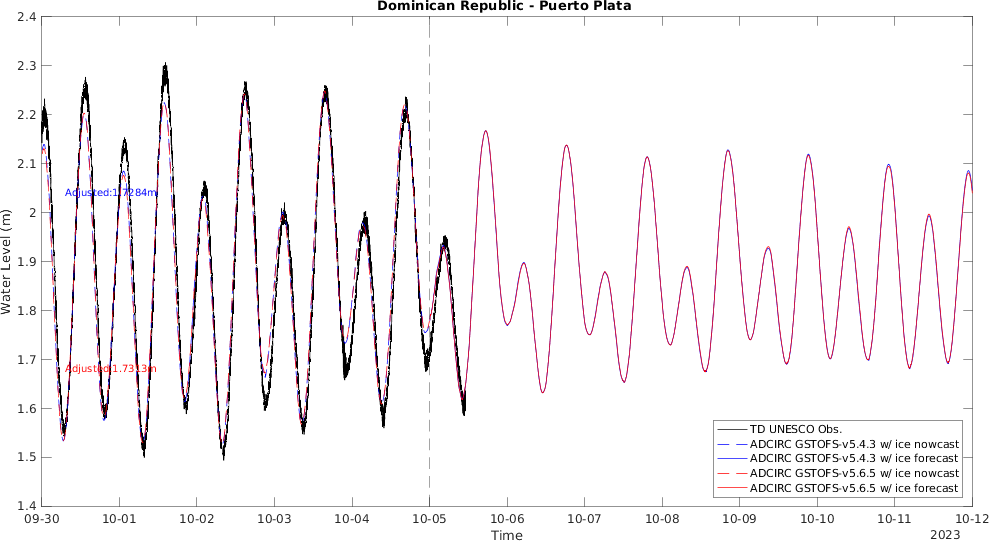 Dominican Republic - Puerto Plata
Water Level (m)
2.4
2.3
2.2
2.1
2
1.9
1.8
1.7
1.6
1.5
1.4
Adjusted:1.7284m
Adjusted:1.7313m
TD UNESCO Obs.
ADCIRC GSTOFS-v5.4.3 w/ ice nowcast
ADCIRC GSTOFS-v5.4.3 w/ ice forecast
ADCIRC GSTOFS-v5.6.5 w/ ice nowcast
ADCIRC GSTOFS-v5.6.5 w/ ice forecast
09-30 10-01 10-02 10-03 10-04 10-05 10-06 10-07 10-08 10-09 10-10 10-11 10-12
Time
2023